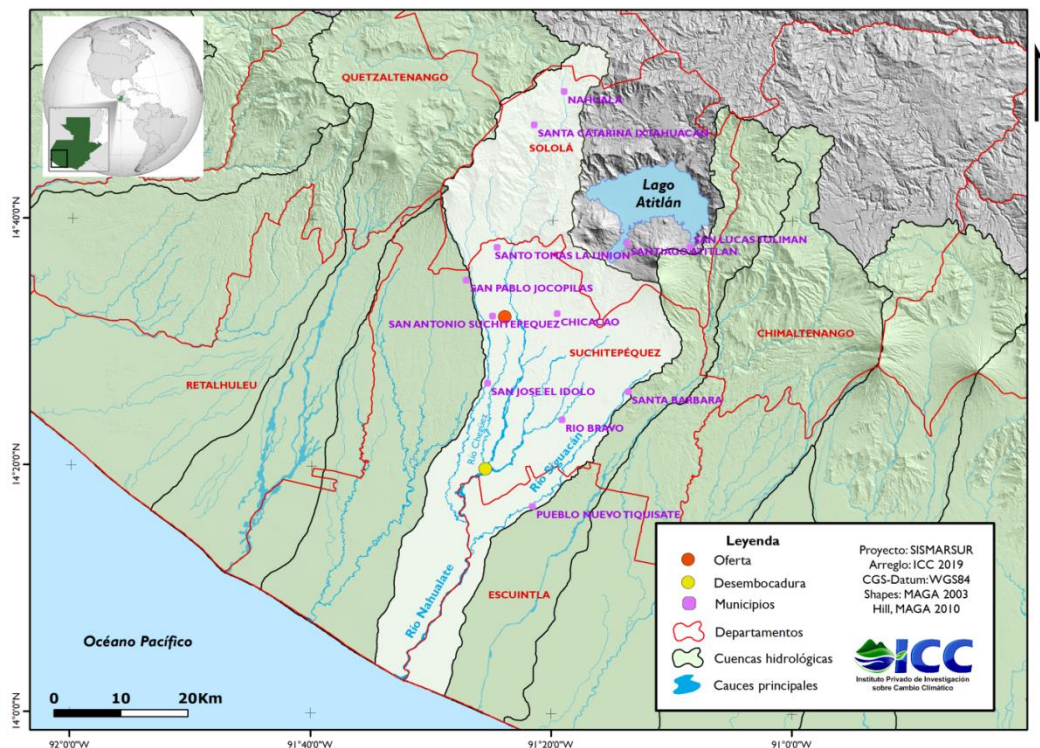 QUETZALTENANGO
NAHUALÁ
SANTA CATARINA IXTAHUACAN
SOLOLÁ
Lago
Atitlán
14°40'0"N
SAN LUCAS TOLIMAN
SANTIAGO ATITLAN
SANTO TOMAS LA UNION
SAN PABLO JOCOPILAS
SAN ANTONIO SUCHITEPEQUEZ
CHICACAO
CHIMALTENANGO
SUCHITEPÉQUEZ
RETALHULEU
SAN JOSE EL IDOLO
SANTA BARBARA
RIO BRAVO
Río Siguacán
14°20'0"N
PUEBLO NUEVO TIQUISATE
ESCUINTLA
Río Nahualate
Océano Pacífico
0 10 20Km
14°0'0"N
92°0'0"W 91°40'0"W 91°20'0"W 91°0'0"W
Leyenda
Oferta
Desembocadura
Municipios
Departamentos
Cuencas hidrológicas
Cauces principales
Proyecto: SISMARSUR
Arreglo: ICC 2019
CGS-Datum: WGS84
Shapes: MAGA 2003
Hill, MAGA 2010
ICC
Instituto Privado de Investigación
sobre Cambio Climático